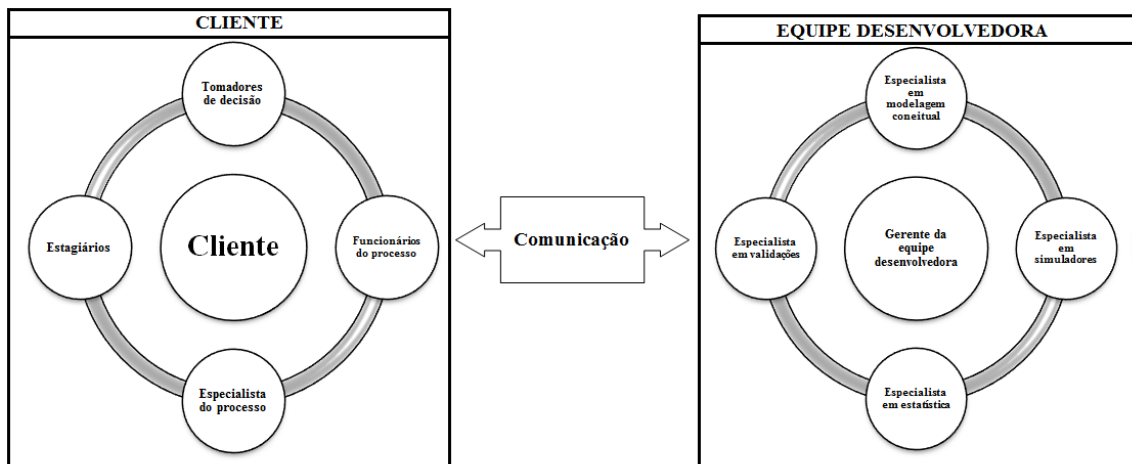 CLIENTE
Tomadores
de decisão
Estagiários
Cliente
Funcionários
do processo
Especialista
do processo
Comunicação
EQUIPE DESENVOLVEDORA
Especialista
em
modelagem
coneitual
Especialista
em validações
Gerente da
equipe
desenvolvedora
Especialista
em
simuladores
Especialista
em estatística